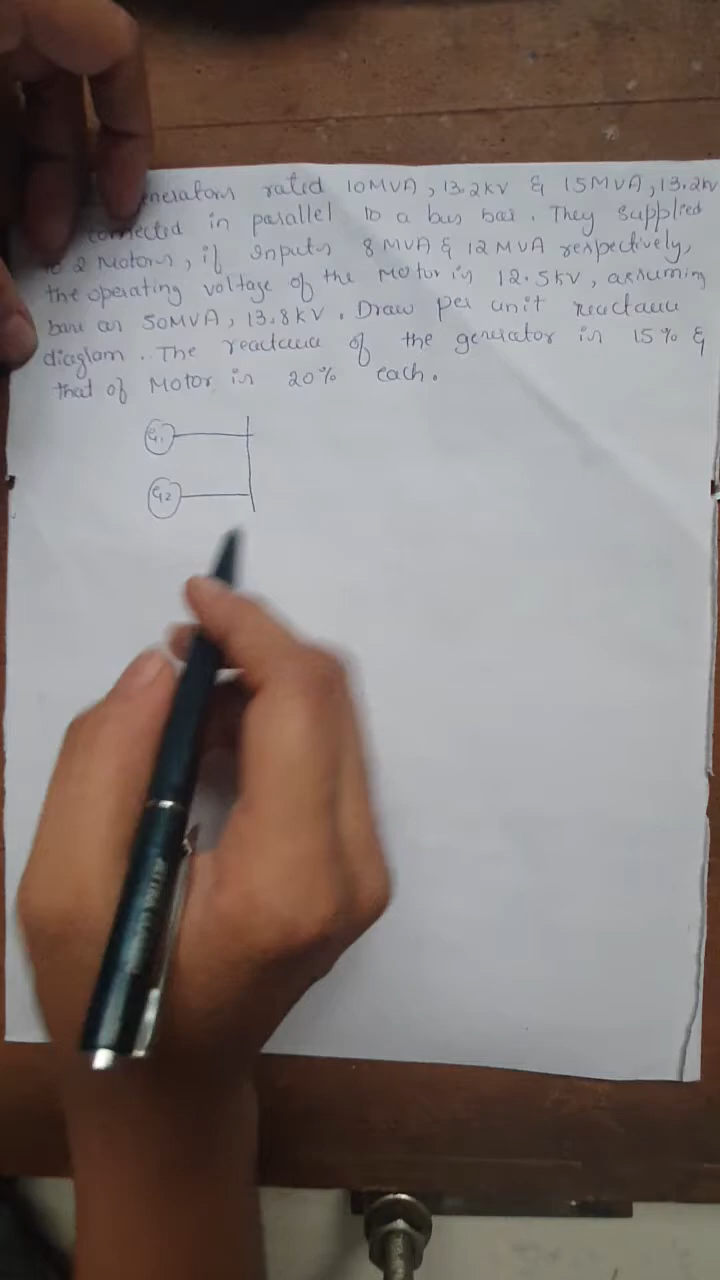 enerators rated 10MVA, 13.2KV & 15MVA, 13.2KV
connected in parallel to a bus bar. They supplied
to 2 Motors, if Inputs 8 MVA & 12 MVA respectively,
the operating voltage of the Motor is 12.5KV, assuming
base as 50MVA, 13.8KV. Draw per unit reactance
diaglam. The reactance of the generator is 15% &
that of Motor is 20% each.
G1
G2